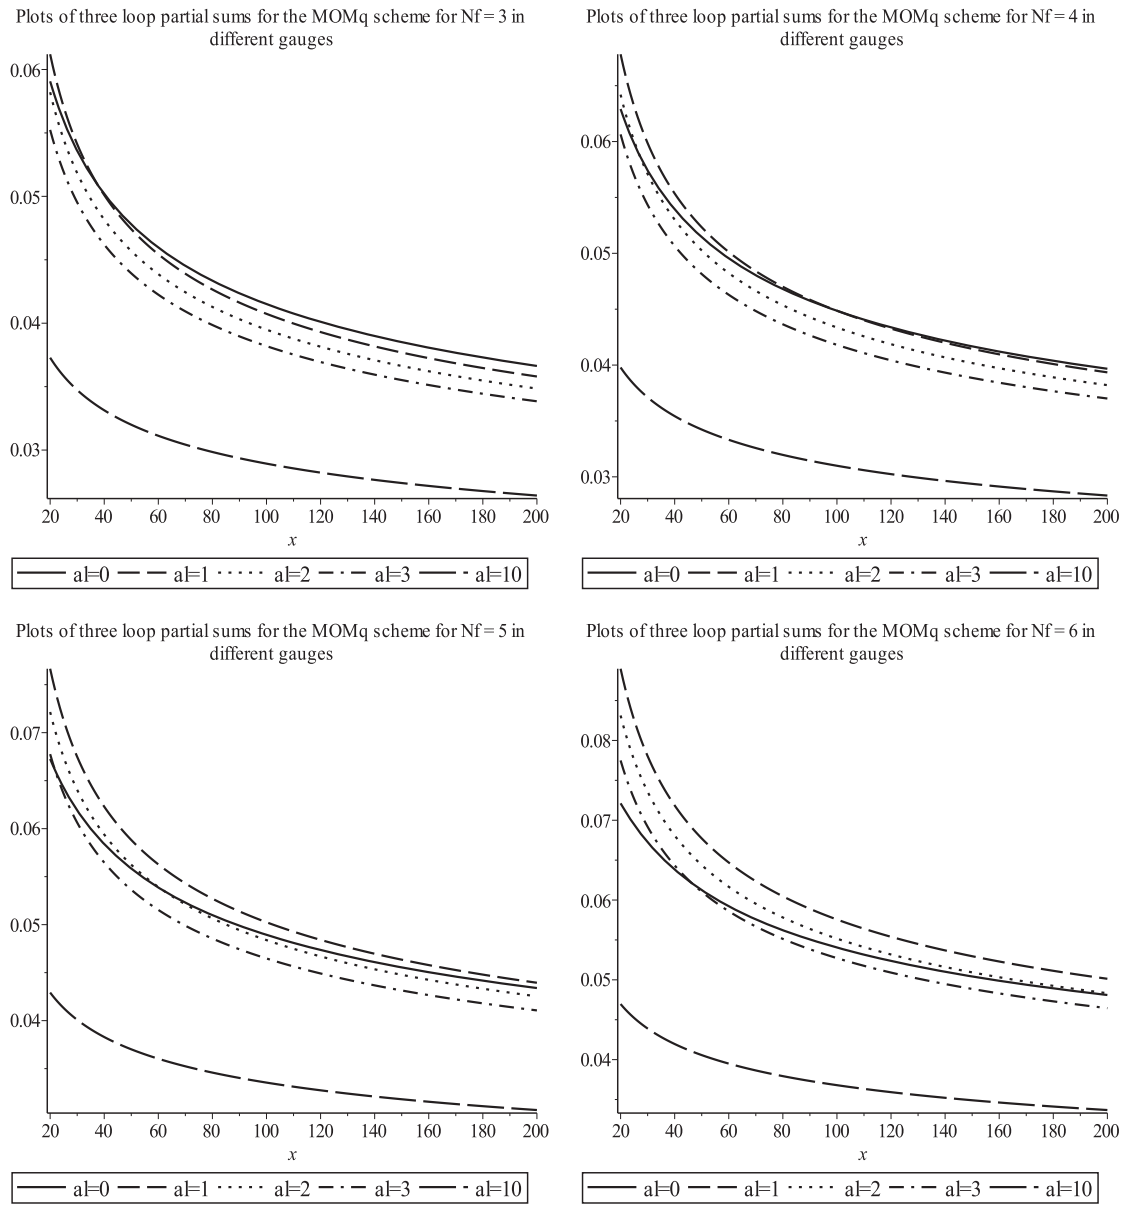 Plots of three loop partial sums for the MOMq scheme for Nf = 3 in
different gauges
0.06
0.05
0.04
0.03
20 40 60 80 100 120 140 160 180 200
x
al=0 al=1 al=2 al=3 al=10
Plots of three loop partial sums for the MOMq scheme for Nf = 4 in
different gauges
0.06
0.05
0.04
0.03
20 40 60 80 100 120 140 160 180 200
x
al=0 al=1 al=2 al=3 al=10
Plots of three loop partial sums for the MOMq scheme for Nf = 5 in
different gauges
0.07
0.06
0.05
0.04
20 40 60 80 100 120 140 160 180 200
x
al=0 al=1 al=2 al=3 al=10
Plots of three loop partial sums for the MOMq scheme for Nf = 6 in
different gauges
0.08
0.07
0.06
0.05
0.04
20 40 60 80 100 120 140 160 180 200
x
al=0 al=1 al=2 al=3 al=10